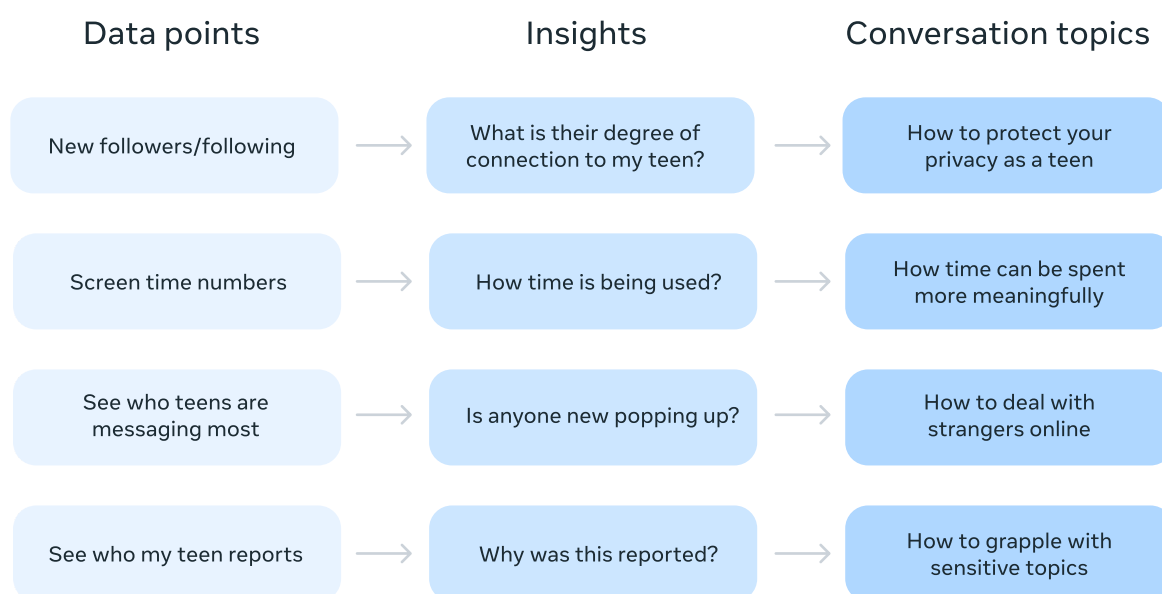 Data points
Insights
Conversation topics
New followers/following
What is their degree of
connection to my teen?
How to protect your
privacy as a teen
Screen time numbers
How time is being used?
How time can be spent
more meaningfully
See who teens are
messaging most
Is anyone new popping up?
How to deal with
strangers online
See who my teen reports
Why was this reported?
How to grapple with
sensitive topics